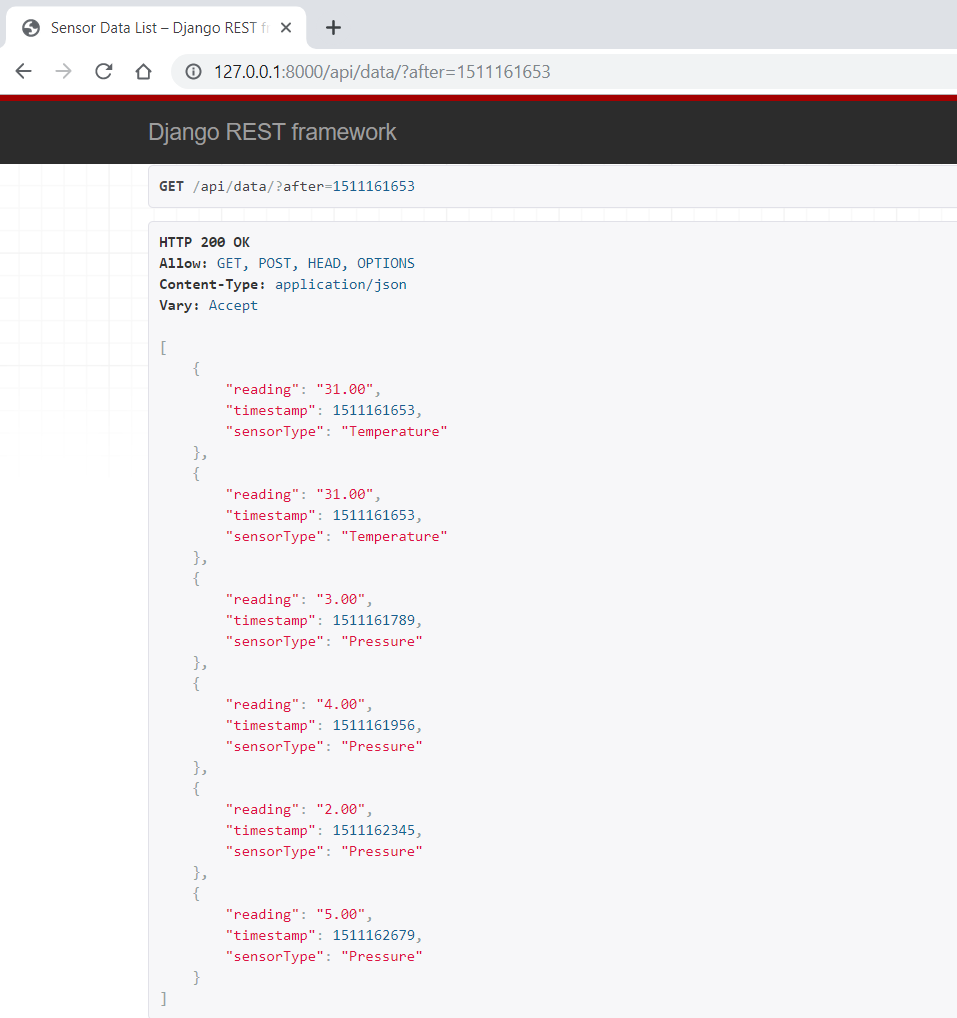 Sensor Data List – Django REST f
127.0.0.1:8000/api/data/?after=1511161653
Django REST framework
GET /api/data/?after=1511161653
HTTP 200 OK
Allow: GET, POST, HEAD, OPTIONS
Content-Type: application/json
Vary: Accept
[
{
"reading": "31.00",
"timestamp": 1511161653,
"sensorType": "Temperature"
},
{
"reading": "31.00",
"timestamp": 1511161653,
"sensorType": "Temperature"
},
{
"reading": "3.00",
"timestamp": 1511161789,
"sensorType": "Pressure"
},
{
"reading": "4.00",
"timestamp": 1511161956,
"sensorType": "Pressure"
},
{
"reading": "2.00",
"timestamp": 1511162345,
"sensorType": "Pressure"
},
{
"reading": "5.00",
"timestamp": 1511162679,
"sensorType": "Pressure"
}
]